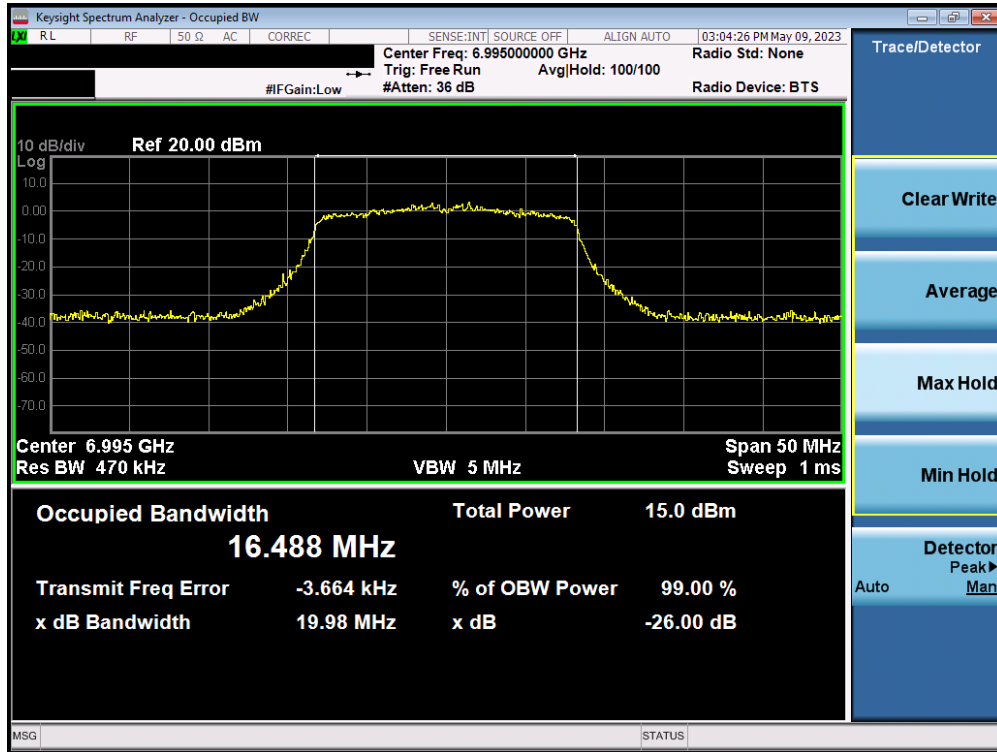 Keysight Spectrum Analyzer - Occupied BW
LXI RL RF 50 Ω AC CORREC SENSE:INT SOURCE OFF ALIGN AUTO 03:04:26 PM May 09, 2023
Center Freq: 6.995000000 GHz Radio Std: None
Trig: Free Run Avg|Hold: 100/100
#IFGain:Low #Atten: 36 dB Radio Device: BTS
10 dB/div Ref 20.00 dBm
Log
10.0
0.00
-10.0
-20.0
-30.0
-40.0
-50.0
-60.0
-70.0
Center 6.995 GHz Span 50 MHz
Res BW 470 kHz VBW 5 MHz Sweep 1 ms
Occupied Bandwidth Total Power 15.0 dBm
16.488 MHz
Transmit Freq Error -3.664 kHz % of OBW Power 99.00 %
x dB Bandwidth 19.98 MHz x dB -26.00 dB
MSG STATUS
Trace/Detector
Clear Write
Average
Max Hold
Min Hold
Detector
Peak▶
Auto Man